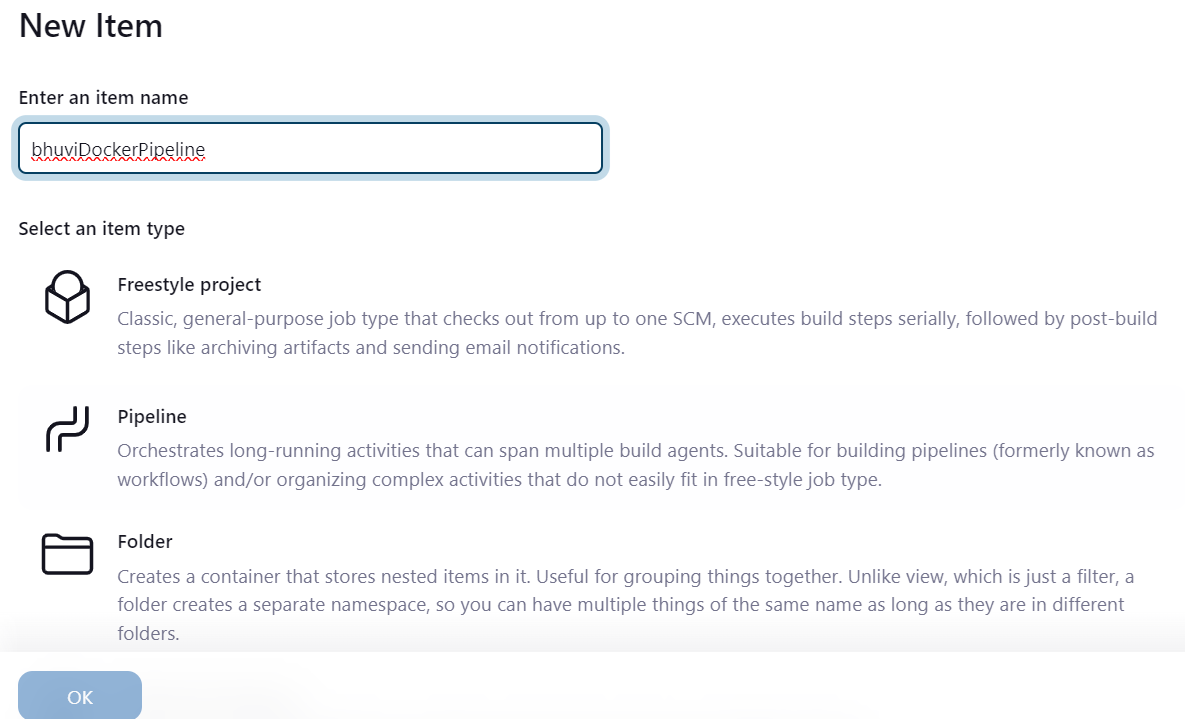 New Item
Enter an item name
bhuviDockerPipeline
Select an item type
Freestyle project
Classic, general-purpose job type that checks out from up to one SCM, executes build steps serially, followed by post-build
steps like archiving artifacts and sending email notifications.
Pipeline
Orchestrates long-running activities that can span multiple build agents. Suitable for building pipelines (formerly known as
workflows) and/or organizing complex activities that do not easily fit in free-style job type.
Folder
Creates a container that stores nested items in it. Useful for grouping things together. Unlike view, which is just a filter, a
folder creates a separate namespace, so you can have multiple things of the same name as long as they are in different
folders.
OK